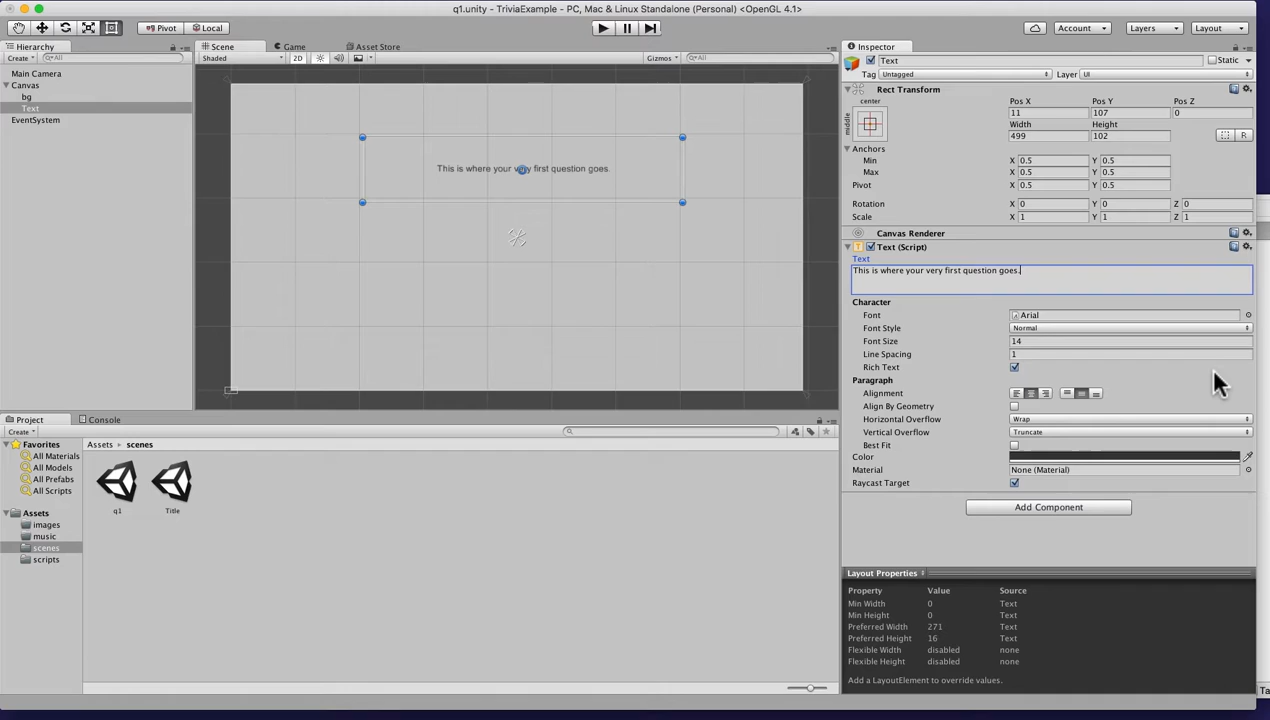 q1.unity - TriviaExample - PC, Mac & Linux Standalone (Personal) <OpenGL 4.1>
Pivot Local Account Layers Layout
Hierarchy
Create All
Main Camera
Canvas
bg
Text
EventSystem
Scene Game Asset Store
Shaded 2D Gizmos All
This is where your very first question goes.
Inspector
Text Static
Tag Untagged Layer UI
Rect Transform
center Pos X Pos Y Pos Z
middle 11 107 0
Width Height
499 102 R
Anchors
Min X 0.5 Y 0.5
Max X 0.5 Y 0.5
Pivot X 0.5 Y 0.5
Rotation X 0 Y 0 Z 0
Scale X 1 Y 1 Z 1
Canvas Renderer
Text (Script)
Text
This is where your very first question goes.
Character
Font Arial
Font Style Normal
Font Size 14
Line Spacing 1
Rich Text
Paragraph
Alignment
Align By Geometry
Horizontal Overflow Wrap
Vertical Overflow Truncate
Best Fit
Color
Material None (Material)
Raycast Target
Add Component
Layout Properties
Property Value Source
Min Width 0 Text
Min Height 0 Text
Preferred Width 271 Text
Preferred Height 16 Text
Flexible Width disabled none
Flexible Height disabled none
Add a LayoutElement to override values.
Project Console
Create
Favorites
All Materials
All Models
All Prefabs
All Scripts
Assets
images
music
scenes
scripts
Assets scenes
q1 Title
Ta